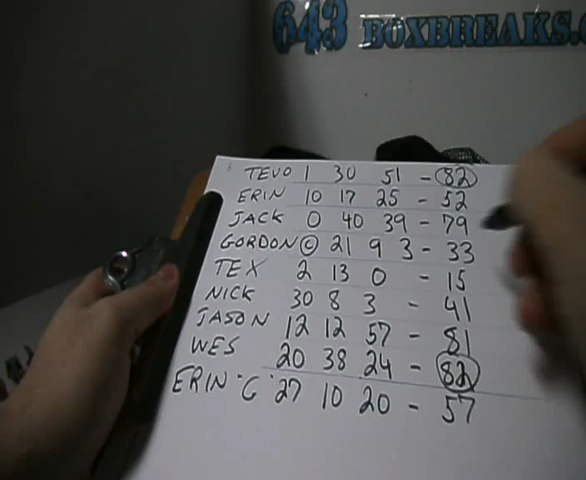 643 BOXBREAKS.C
TEVO 1 30 51 - 82
ERIN 10 17 25 - 52
JACK 0 40 39 - 79
GORDON © 21 9 3 - 33
TEX 2 13 0 - 15
NICK 30 8 3 - 41
JASON 12 12 57 - 81
WES 20 38 24 - 82
ERIN "C" 27 10 20 - 57